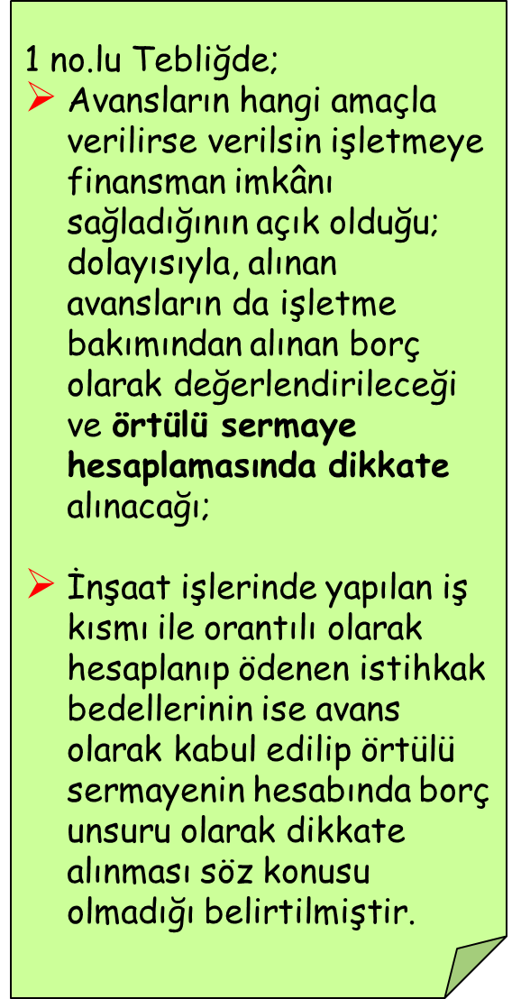 1 no.lu Tebliğde;
Avansların hangi amaçla
verilirse verilsin işletmeye
finansman imkânı
sağladığının açık olduğu;
dolayısıyla, alınan
avansların da işletme
bakımından alınan borç
olarak değerlendirileceği
ve örtülü sermaye
hesaplamasında dikkate
alınacağı;
İnşaat işlerinde yapılan iş
kısmı ile orantılı olarak
hesaplanıp ödenen istihkak
bedellerinin ise avans
olarak kabul edilip örtülü
sermayenin hesabında borç
unsuru olarak dikkate
alınması söz konusu
olmadığı belirtilmiştir.